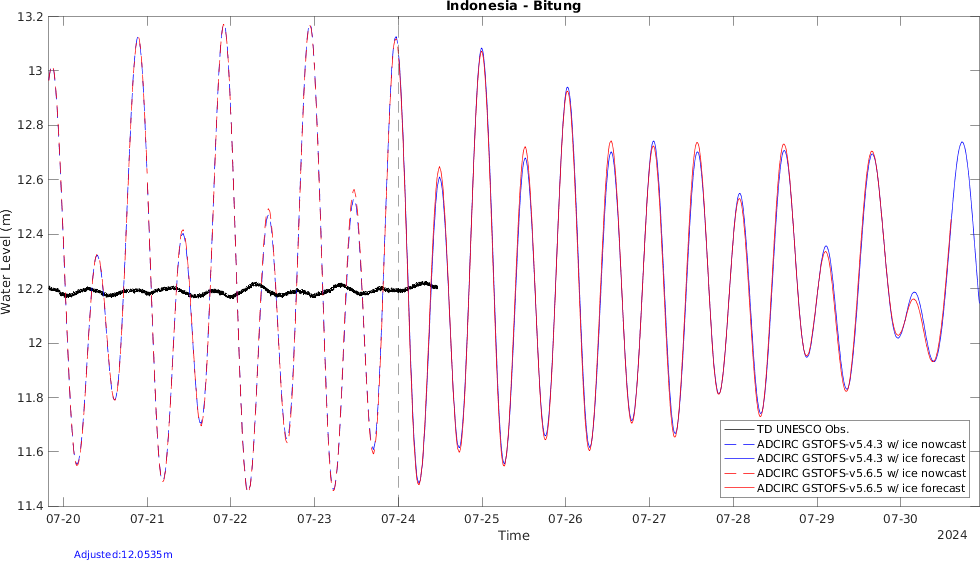 Indonesia - Bitung
Water Level (m)
13.2
13
12.8
12.6
12.4
12.2
12
11.8
11.6
11.4
TD UNESCO Obs.
ADCIRC GSTOFS-v5.4.3 w/ ice nowcast
ADCIRC GSTOFS-v5.4.3 w/ ice forecast
ADCIRC GSTOFS-v5.6.5 w/ ice nowcast
ADCIRC GSTOFS-v5.6.5 w/ ice forecast
07-20 07-21 07-22 07-23 07-24 07-25 07-26 07-27 07-28 07-29 07-30
Time
2024
Adjusted:12.0535m